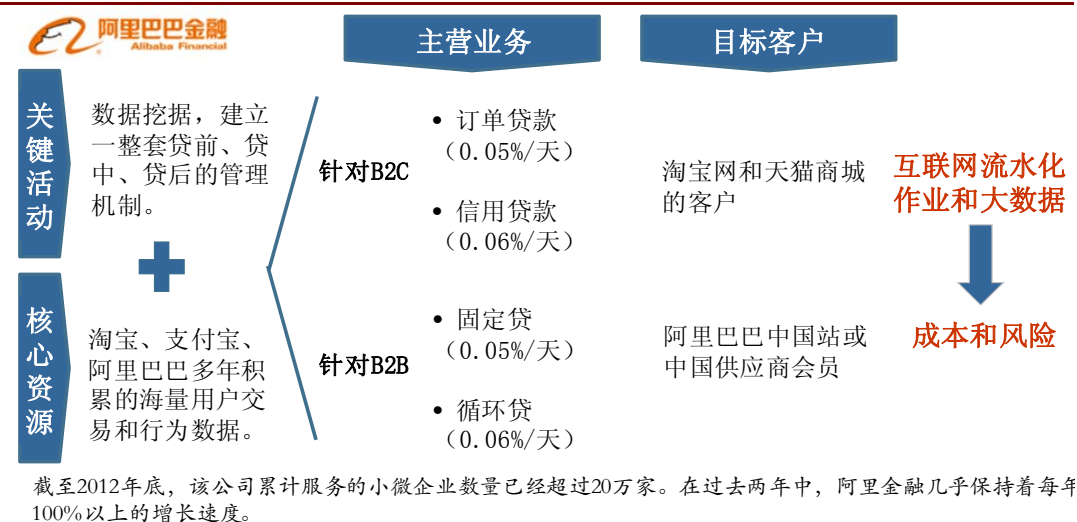 阿里巴巴金融
Alibaba Financial
主营业务
目标客户
关键活动
数据挖据，建立
一整套贷前、贷
中、贷后的管理
机制。
核心资源
淘宝、支付宝、
阿里巴巴多年积
累的海量用户交
易和行为数据。
针对B2C
• 订单贷款
（0.05%/天）
• 信用贷款
（0.06%/天）
淘宝网和天猫商城
的客户
针对B2B
• 固定贷
（0.05%/天）
• 循环贷
（0.06%/天）
阿里巴巴中国站或
中国供应商会员
互联网流水化
作业和大数据
成本和风险
截至2012年底，该公司累计服务的小微企业数量已经超过20万家。在过去两年中，阿里金融几乎保持着每年
100%以上的增长速度。